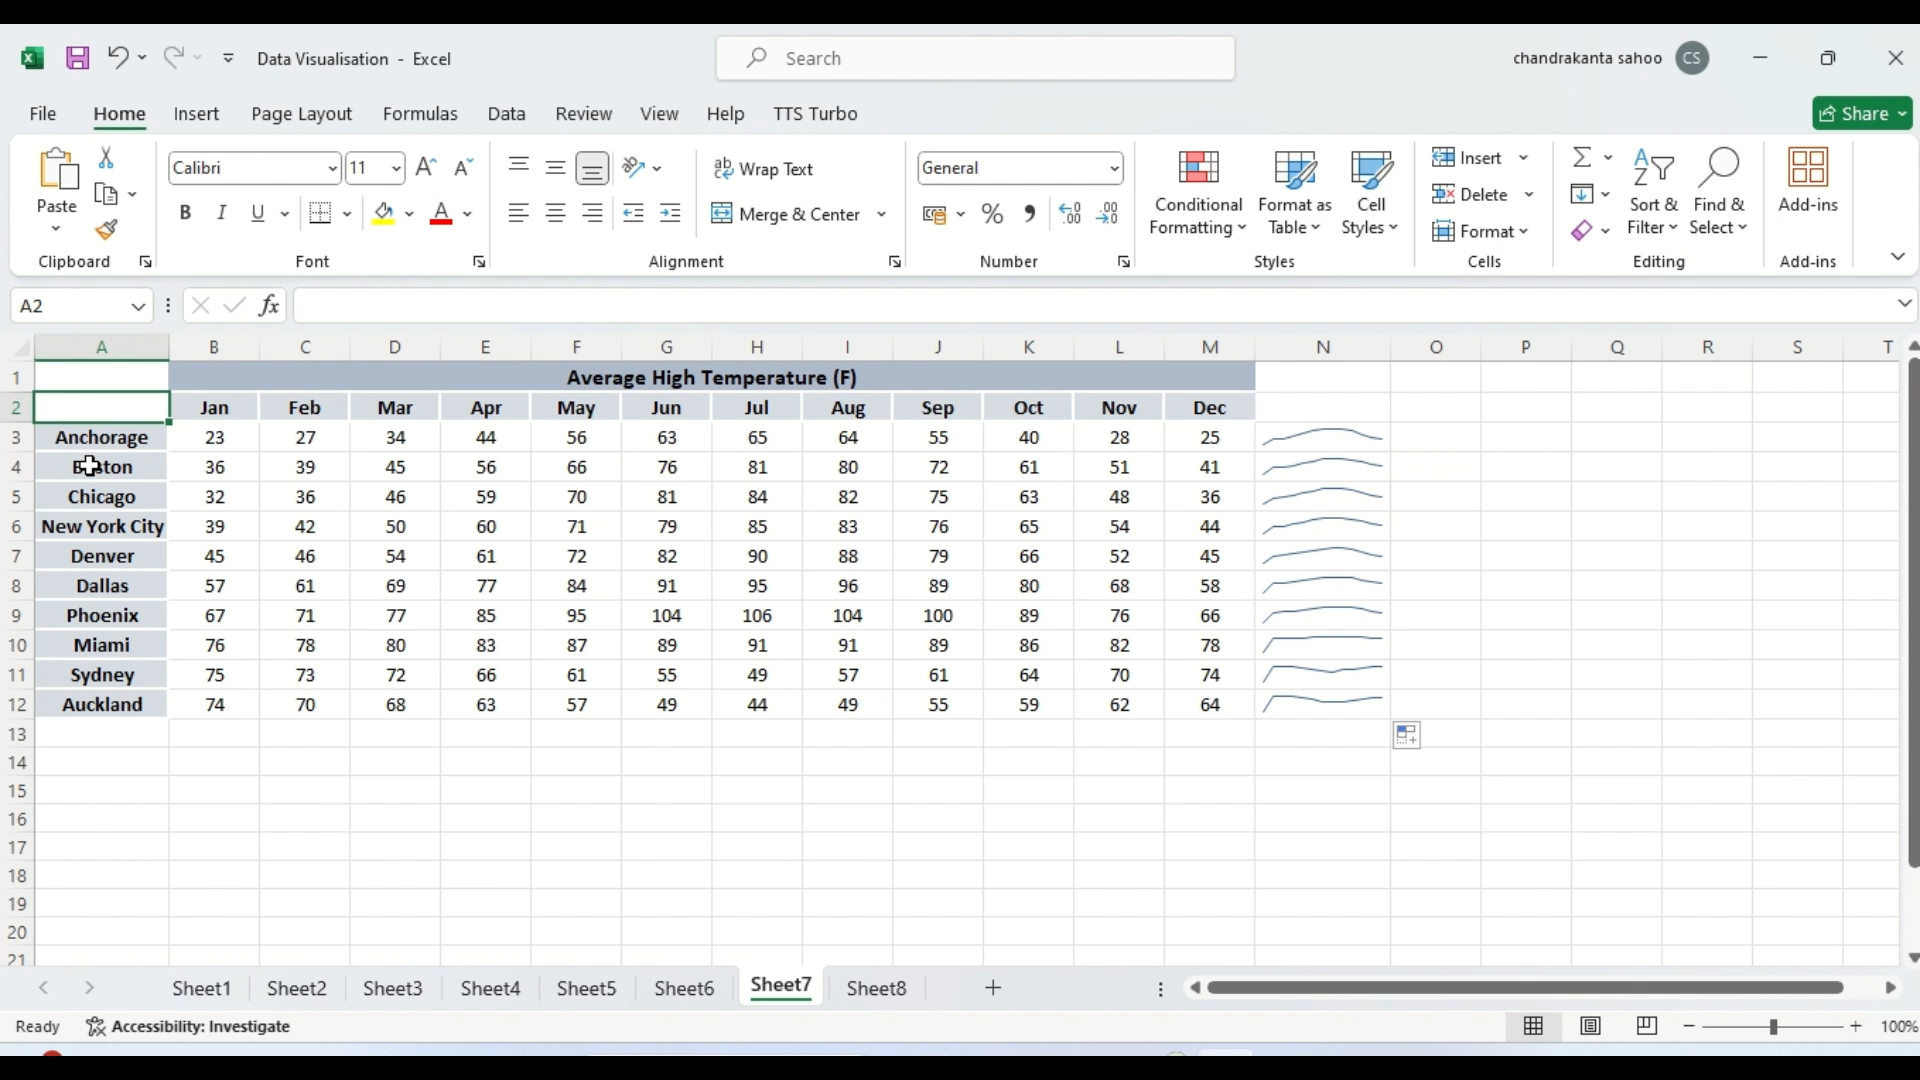 Data Visualisation - Excel
Search
chandrakanta sahoo CS
File Home Insert Page Layout Formulas Data Review View Help TTS Turbo Share
Paste
Calibri 11
B I U A
ab Wrap Text
Merge & Center
General
% , .00
Conditional Formatting
Format as Table
Cell Styles
Insert
Delete
Format
Sort & Filter
Find & Select
Add-ins
Clipboard Font Alignment Number Styles Cells Editing Add-ins
A2 fx
A B C D E F G H I J K L M N O P Q R S T
1 Average High Temperature (F)
2 Jan Feb Mar Apr May Jun Jul Aug Sep Oct Nov Dec
3 Anchorage 23 27 34 44 56 63 65 64 55 40 28 25
4 Boston 36 39 45 56 66 76 81 80 72 61 51 41
5 Chicago 32 36 46 59 70 81 84 82 75 63 48 36
6 New York City 39 42 50 60 71 79 85 83 76 65 54 44
7 Denver 45 46 54 61 72 82 90 88 79 66 52 45
8 Dallas 57 61 69 77 84 91 95 96 89 80 68 58
9 Phoenix 67 71 77 85 95 104 106 104 100 89 76 66
10 Miami 76 78 80 83 87 89 91 91 89 86 82 78
11 Sydney 75 73 72 66 61 55 49 57 61 64 70 74
12 Auckland 74 70 68 63 57 49 44 49 55 59 62 64
13
14
15
16
17
18
19
20
21
Sheet1 Sheet2 Sheet3 Sheet4 Sheet5 Sheet6 Sheet7 Sheet8
Ready Accessibility: Investigate 100%